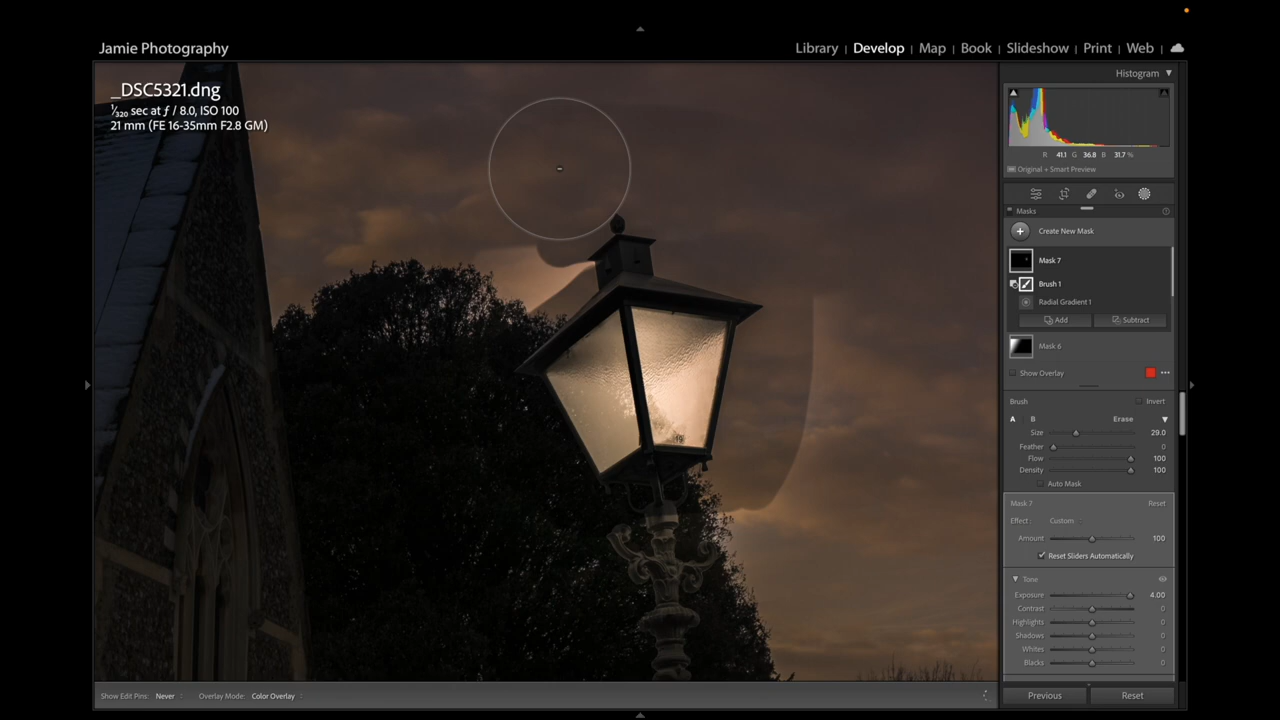 Jamie Photography
Library | Develop | Map | Book | Slideshow | Print | Web |
_DSC5321.dng
1/320 sec at ƒ / 8.0, ISO 100
21 mm (FE 16-35mm F2.8 GM)
Histogram
R 41.1 G 36.8 B 31.7 %
Original + Smart Preview
Masks
Create New Mask
Mask 7
Brush 1
Radial Gradient 1
Add Subtract
Mask 6
Show Overlay
Brush Invert
A B Erase
Size 29.0
Feather 0
Flow 100
Density 100
Auto Mask
Mask 7 Reset
Effect : Custom
Amount 100
Reset Sliders Automatically
Tone
Exposure 4.00
Contrast 0
Highlights 0
Shadows 0
Whites 0
Blacks 0
Show Edit Pins: Never Overlay Mode: Color Overlay
Previous Reset